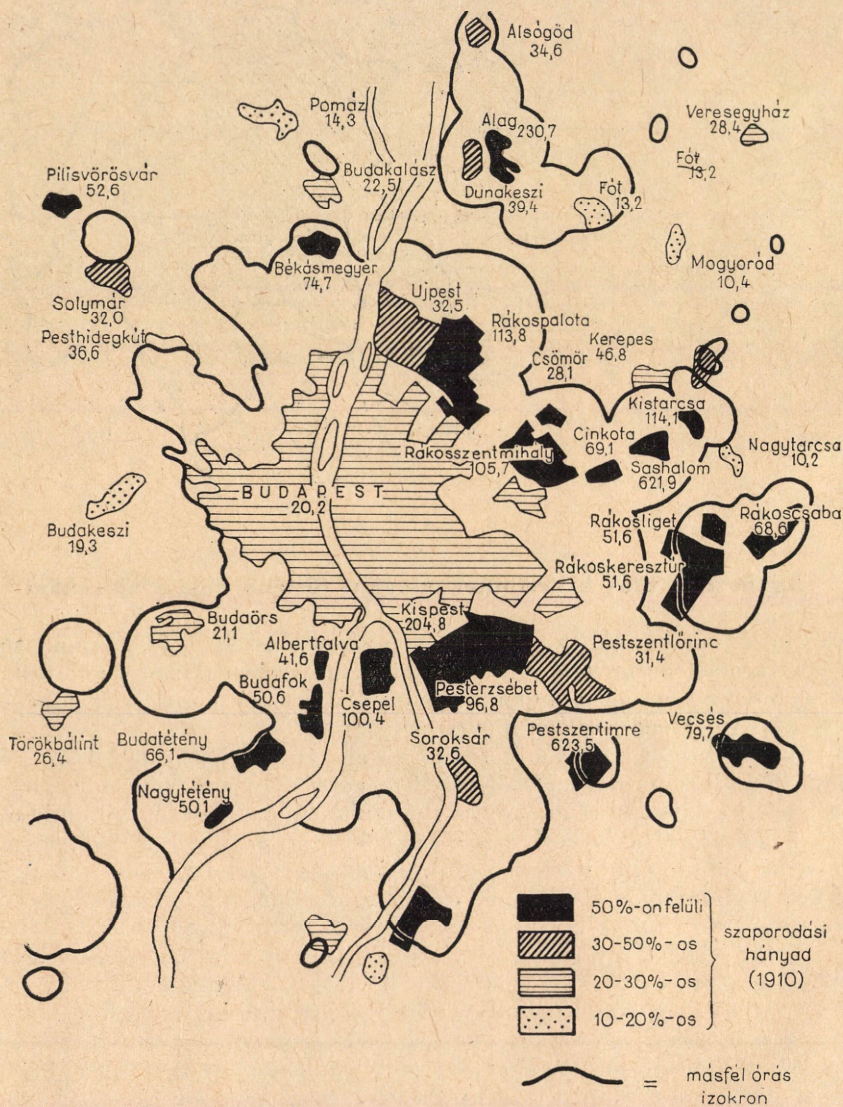 Alsógöd
34,6
Pomáz
14,3
Alag
230,7
Veresegyház
28,4
Fót
13,2
Pilisvörösvár
52,6
Budakalász
22,5
Dunakeszi
39,4
Fót
13,2
Békásmegyer
74,7
Mogyoród
10,4
Solymár
32,0
Ujpest
32,5
Rákospalota
113,8
Pesthidegkút
36,6
Kerepes
46,8
Csömör
28,1
Kistarcsa
114,1
Cinkota
69,1
Rákosszentmihály
105,7
Sashalom
621,9
Nagytarcsa
10,2
BUDAPEST
20,2
Budakeszi
19,3
Rákosliget
51,6
Rákoscsaba
68,6
Rákoskeresztúr
51,6
Budaörs
21,1
Kispest
204,8
Albertfalva
41,6
Pestszentlőrinc
31,4
Budafok
50,6
Csepel
100,4
Pesterzsébet
96,8
Törökbálint
26,4
Budatétény
66,1
Soroksár
32,6
Pestszentimre
623,5
Vecsés
79,7
Nagytétény
50,1
50%-on felüli
30-50%-os
20-30%-os
10-20%-os
szaporodási
hányad
(1910)
= másfél órás
izokron